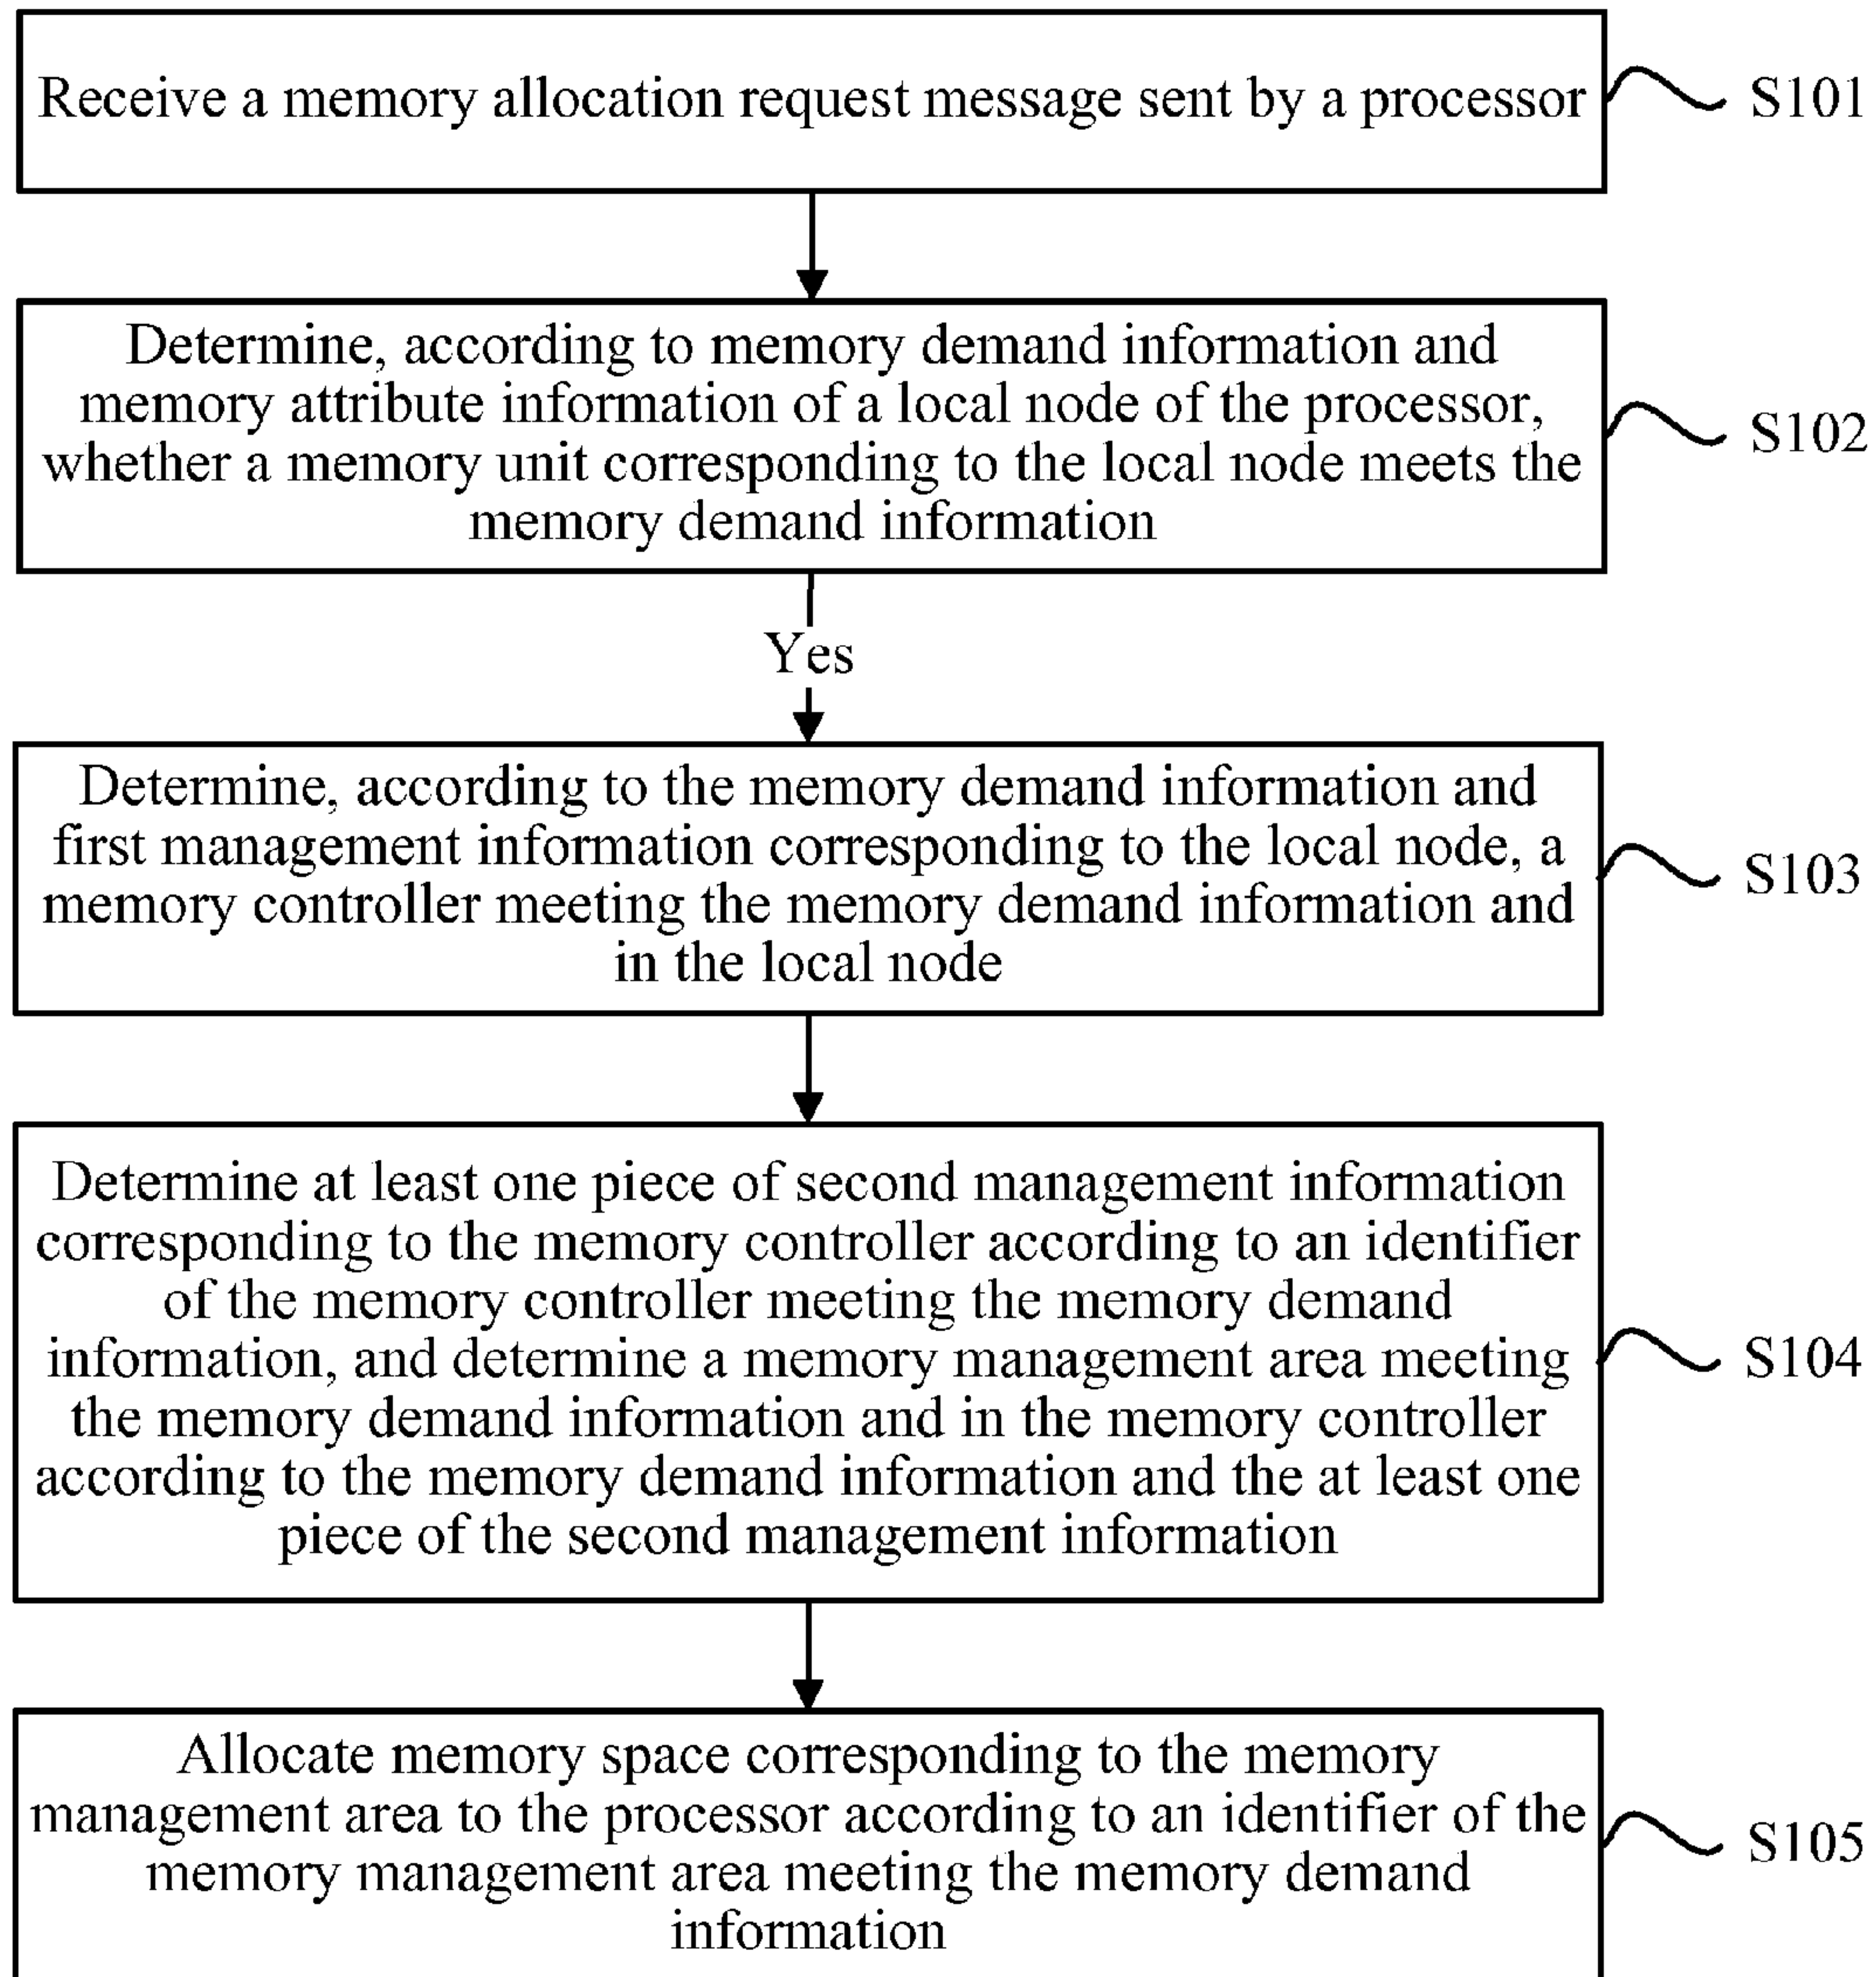 Receive a memory allocation request message sent by a processor
S101
Determine, according to memory demand information and
memory attribute information of a local node of the processor,
whether a memory unit corresponding to the local node meets the
memory demand information
S102
Yes
Determine, according to the memory demand information and
first management information corresponding to the local node, a
memory controller meeting the memory demand information and
in the local node
S103
Determine at least one piece of second management information
corresponding to the memory controller according to an identifier
of the memory controller meeting the memory demand
information, and determine a memory management area meeting
the memory demand information and in the memory controller
according to the memory demand information and the at least one
piece of the second management information
S104
Allocate memory space corresponding to the memory
management area to the processor according to an identifier of the
memory management area meeting the memory demand
information
S105